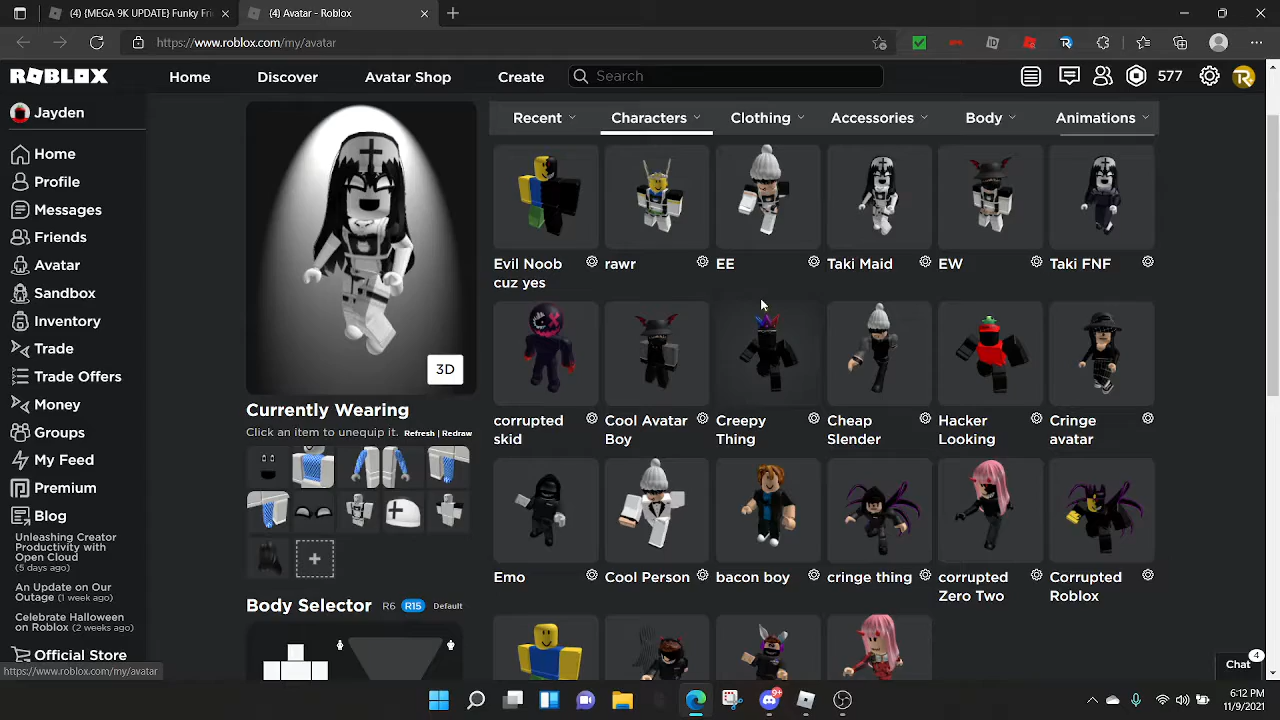 (4) {MEGA 9K UPDATE} Funky Fri
(4) Avatar - Roblox
https://www.roblox.com/my/avatar
ROBLOX
Home
Discover
Avatar Shop
Create
Search
577
Jayden
Home
Profile
Messages
Friends
Avatar
Sandbox
Inventory
Trade
Trade Offers
Money
Groups
My Feed
Premium
Blog
Unleashing Creator
Productivity with
Open Cloud
(5 days ago)
An Update on Our
Outage (1 week ago)
Celebrate Halloween
on Roblox (2 weeks ago)
Official Store
https://www.roblox.com/my/avatar
3D
Currently Wearing
Click an item to unequip it. Refresh | Redraw
Body Selector R6 R15 Default
Recent
Characters
Clothing
Accessories
Body
Animations
Evil Noob
cuz yes
rawr
EE
Taki Maid
EW
Taki FNF
corrupted
skid
Cool Avatar
Boy
Creepy
Thing
Cheap
Slender
Hacker
Looking
Cringe
avatar
Emo
Cool Person
bacon boy
cringe thing
corrupted
Zero Two
Corrupted
Roblox
Chat
4
6:12 PM
11/9/2021